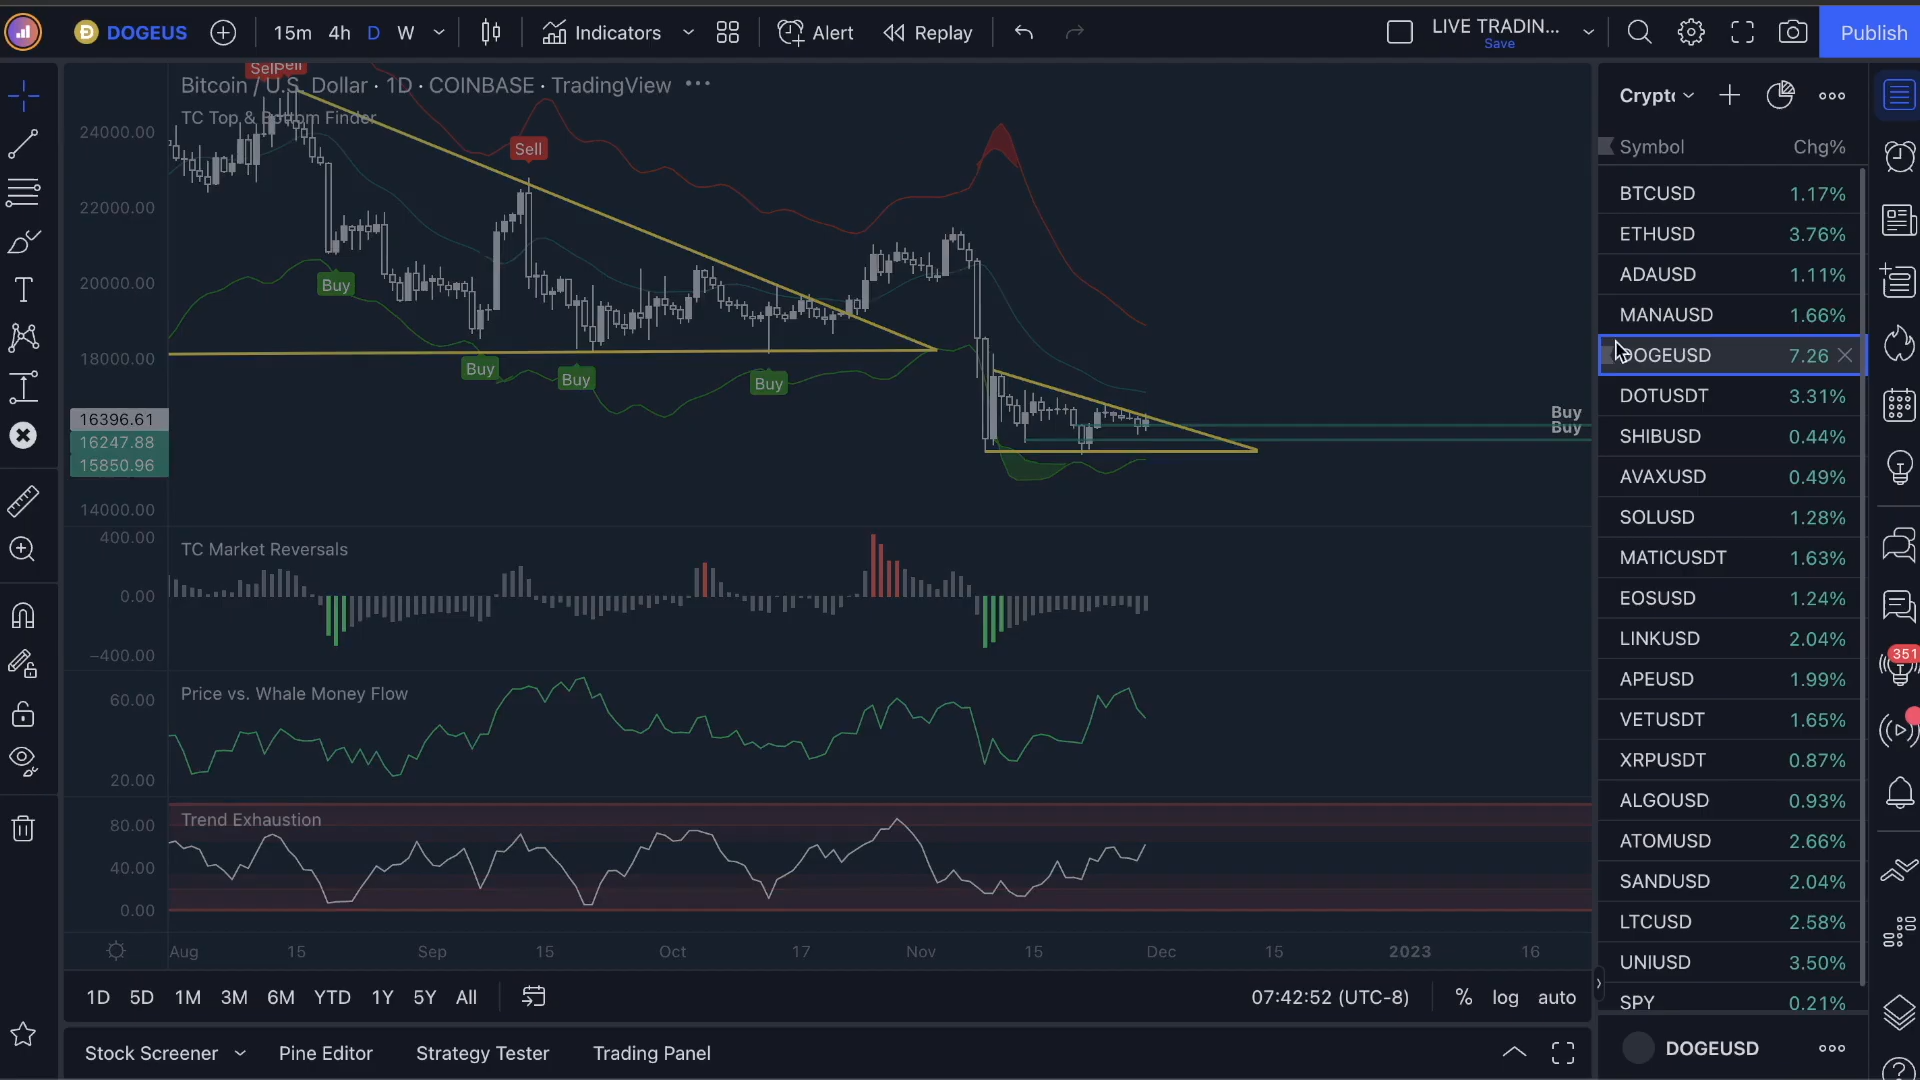 DOGEUS
15m 4h D W
Indicators
Alert
Replay
LIVE TRADIN...
Save
Publish
Bitcoin / U.S. Dollar · 1D · COINBASE · TradingView
TC Top & Bottom Finder
Sell
Sell
Sell
Buy
Buy
Buy
Buy
Buy
Buy
24000.00
22000.00
20000.00
18000.00
16396.61
16247.88
15850.96
14000.00
TC Market Reversals
400.00
0.00
−400.00
Price vs. Whale Money Flow
60.00
20.00
Trend Exhaustion
80.00
40.00
0.00
Aug 15 Sep 15 Oct 17 Nov 15 Dec 15 2023 16
1D 5D 1M 3M 6M YTD 1Y 5Y All
07:42:52 (UTC-8) % log auto
Stock Screener Pine Editor Strategy Tester Trading Panel
Symbol Chg%
BTCUSD 1.17%
ETHUSD 3.76%
ADAUSD 1.11%
MANAUSD 1.66%
DOGEUSD 7.26
DOTUSDT 3.31%
SHIBUSD 0.44%
AVAXUSD 0.49%
SOLUSD 1.28%
MATICUSDT 1.63%
EOSUSD 1.24%
LINKUSD 2.04%
APEUSD 1.99%
VETUSDT 1.65%
XRPUSDT 0.87%
ALGOUSD 0.93%
ATOMUSD 2.66%
SANDUSD 2.04%
LTCUSD 2.58%
UNIUSD 3.50%
SPY 0.21%
DOGEUSD
351